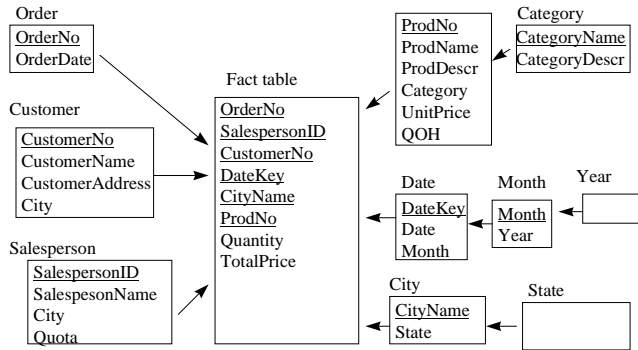 Order
OrderNo
OrderDate
Customer
CustomerNo
CustomerName
CustomerAddress
City
Salesperson
SalespersonID
SalespesonName
City
Quota
Fact table
OrderNo
SalespersonID
CustomerNo
DateKey
CityName
ProdNo
Quantity
TotalPrice
ProdNo
ProdName
ProdDescr
Category
UnitPrice
QOH
Category
CategoryName
CategoryDescr
Date
DateKey
Date
Month
Month
Month
Year
Year
City
CityName
State
State